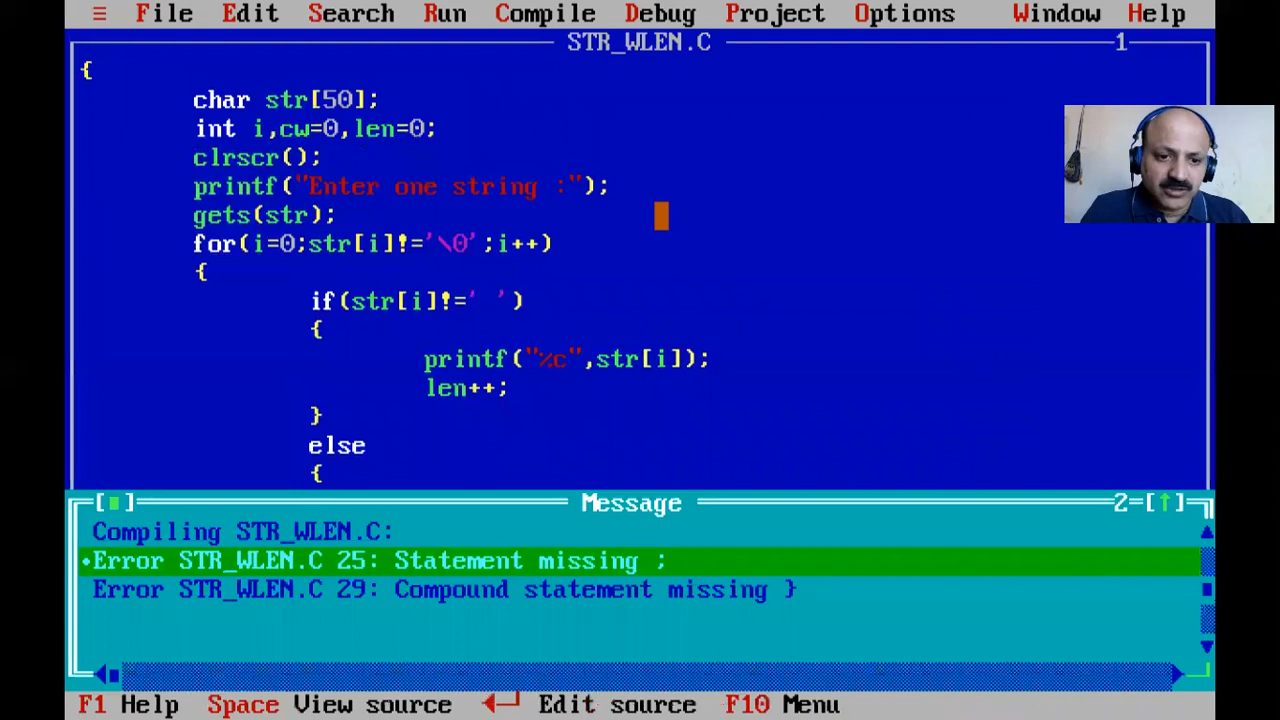 ≡ File Edit Search Run Compile Debug Project Options Window Help
STR_WLEN.C 1
{
char str[50];
int i,cw=0,len=0;
clrscr();
printf("Enter one string :");
gets(str);
for(i=0;str[i]!='\0';i++)
{
if(str[i]!=' ')
{
printf("%c",str[i]);
len++;
}
else
{
Message 2=[↑]
Compiling STR_WLEN.C:
•Error STR_WLEN.C 25: Statement missing ;
Error STR_WLEN.C 29: Compound statement missing }
F1 Help Space View source ◄─┘ Edit source F10 Menu